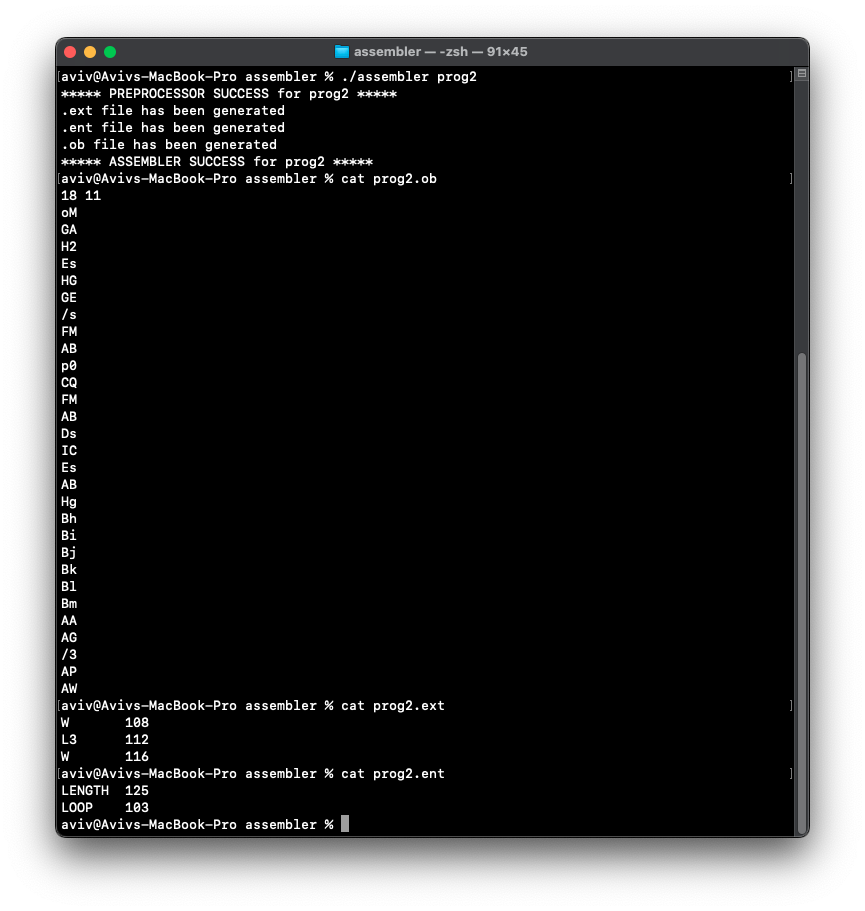 assembler — -zsh — 91×45
[aviv@Avivs-MacBook-Pro assembler % ./assembler prog2 ]
***** PREPROCESSOR SUCCESS for prog2 *****
.ext file has been generated
.ent file has been generated
.ob file has been generated
***** ASSEMBLER SUCCESS for prog2 *****
[aviv@Avivs-MacBook-Pro assembler % cat prog2.ob ]
18 11
oM
GA
H2
Es
HG
GE
/s
FM
AB
p0
CQ
FM
AB
Ds
IC
Es
AB
Hg
Bh
Bi
Bj
Bk
Bl
Bm
AA
AG
/3
AP
AW
[aviv@Avivs-MacBook-Pro assembler % cat prog2.ext ]
W 108
L3 112
W 116
[aviv@Avivs-MacBook-Pro assembler % cat prog2.ent ]
LENGTH 125
LOOP 103
aviv@Avivs-MacBook-Pro assembler %